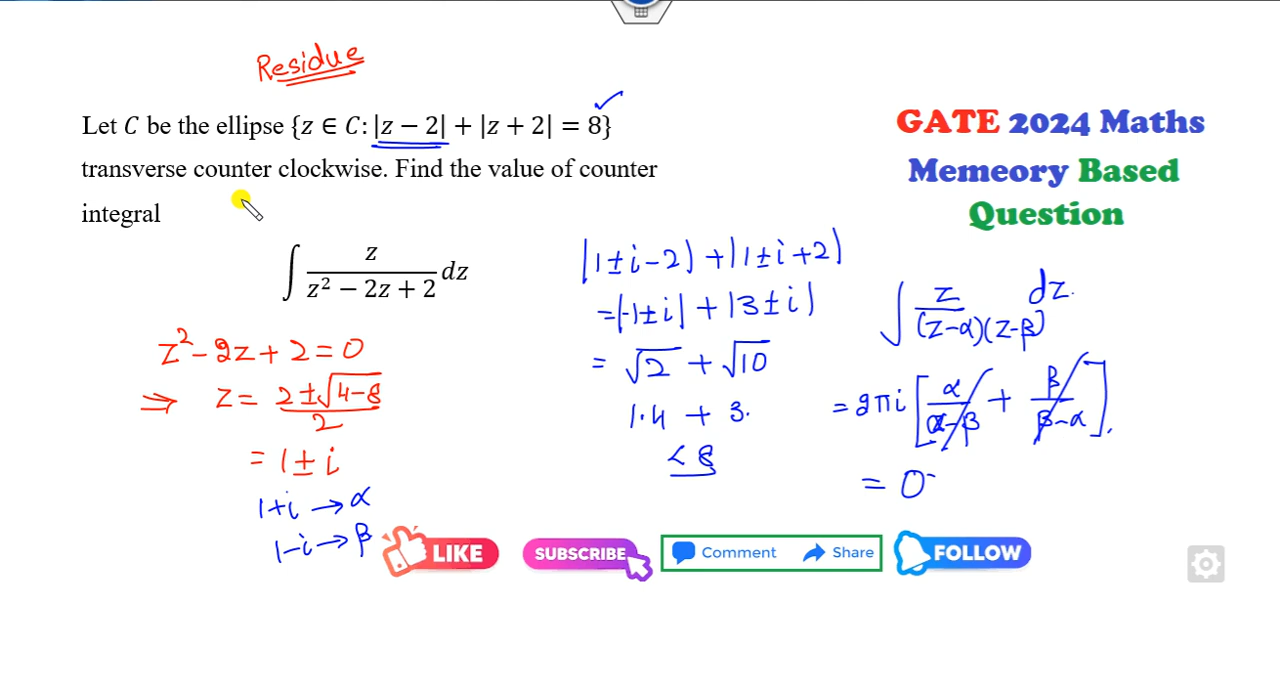 Residue
Let C be the ellipse {z ∈ C: |z − 2| + |z + 2| = 8}
transverse counter clockwise. Find the value of counter
integral
∫ z / (z² − 2z + 2) dz
z² - 2z + 2 = 0
⇒ z = (2 ± √(4-8)) / 2
= 1 ± i
1+i → α
1-i → β
|1±i-2| + |1±i+2|
= |-1±i| + |3±i|
= √2 + √10
1.4 + 3.
< 8
GATE 2024 Maths
Memeory Based
Question
∫ z / ((z-α)(z-β)) dz.
= 2πi [ α/(α-β) + β/(β-α) ].
= 0
LIKE
SUBSCRIBE
Comment
Share
FOLLOW